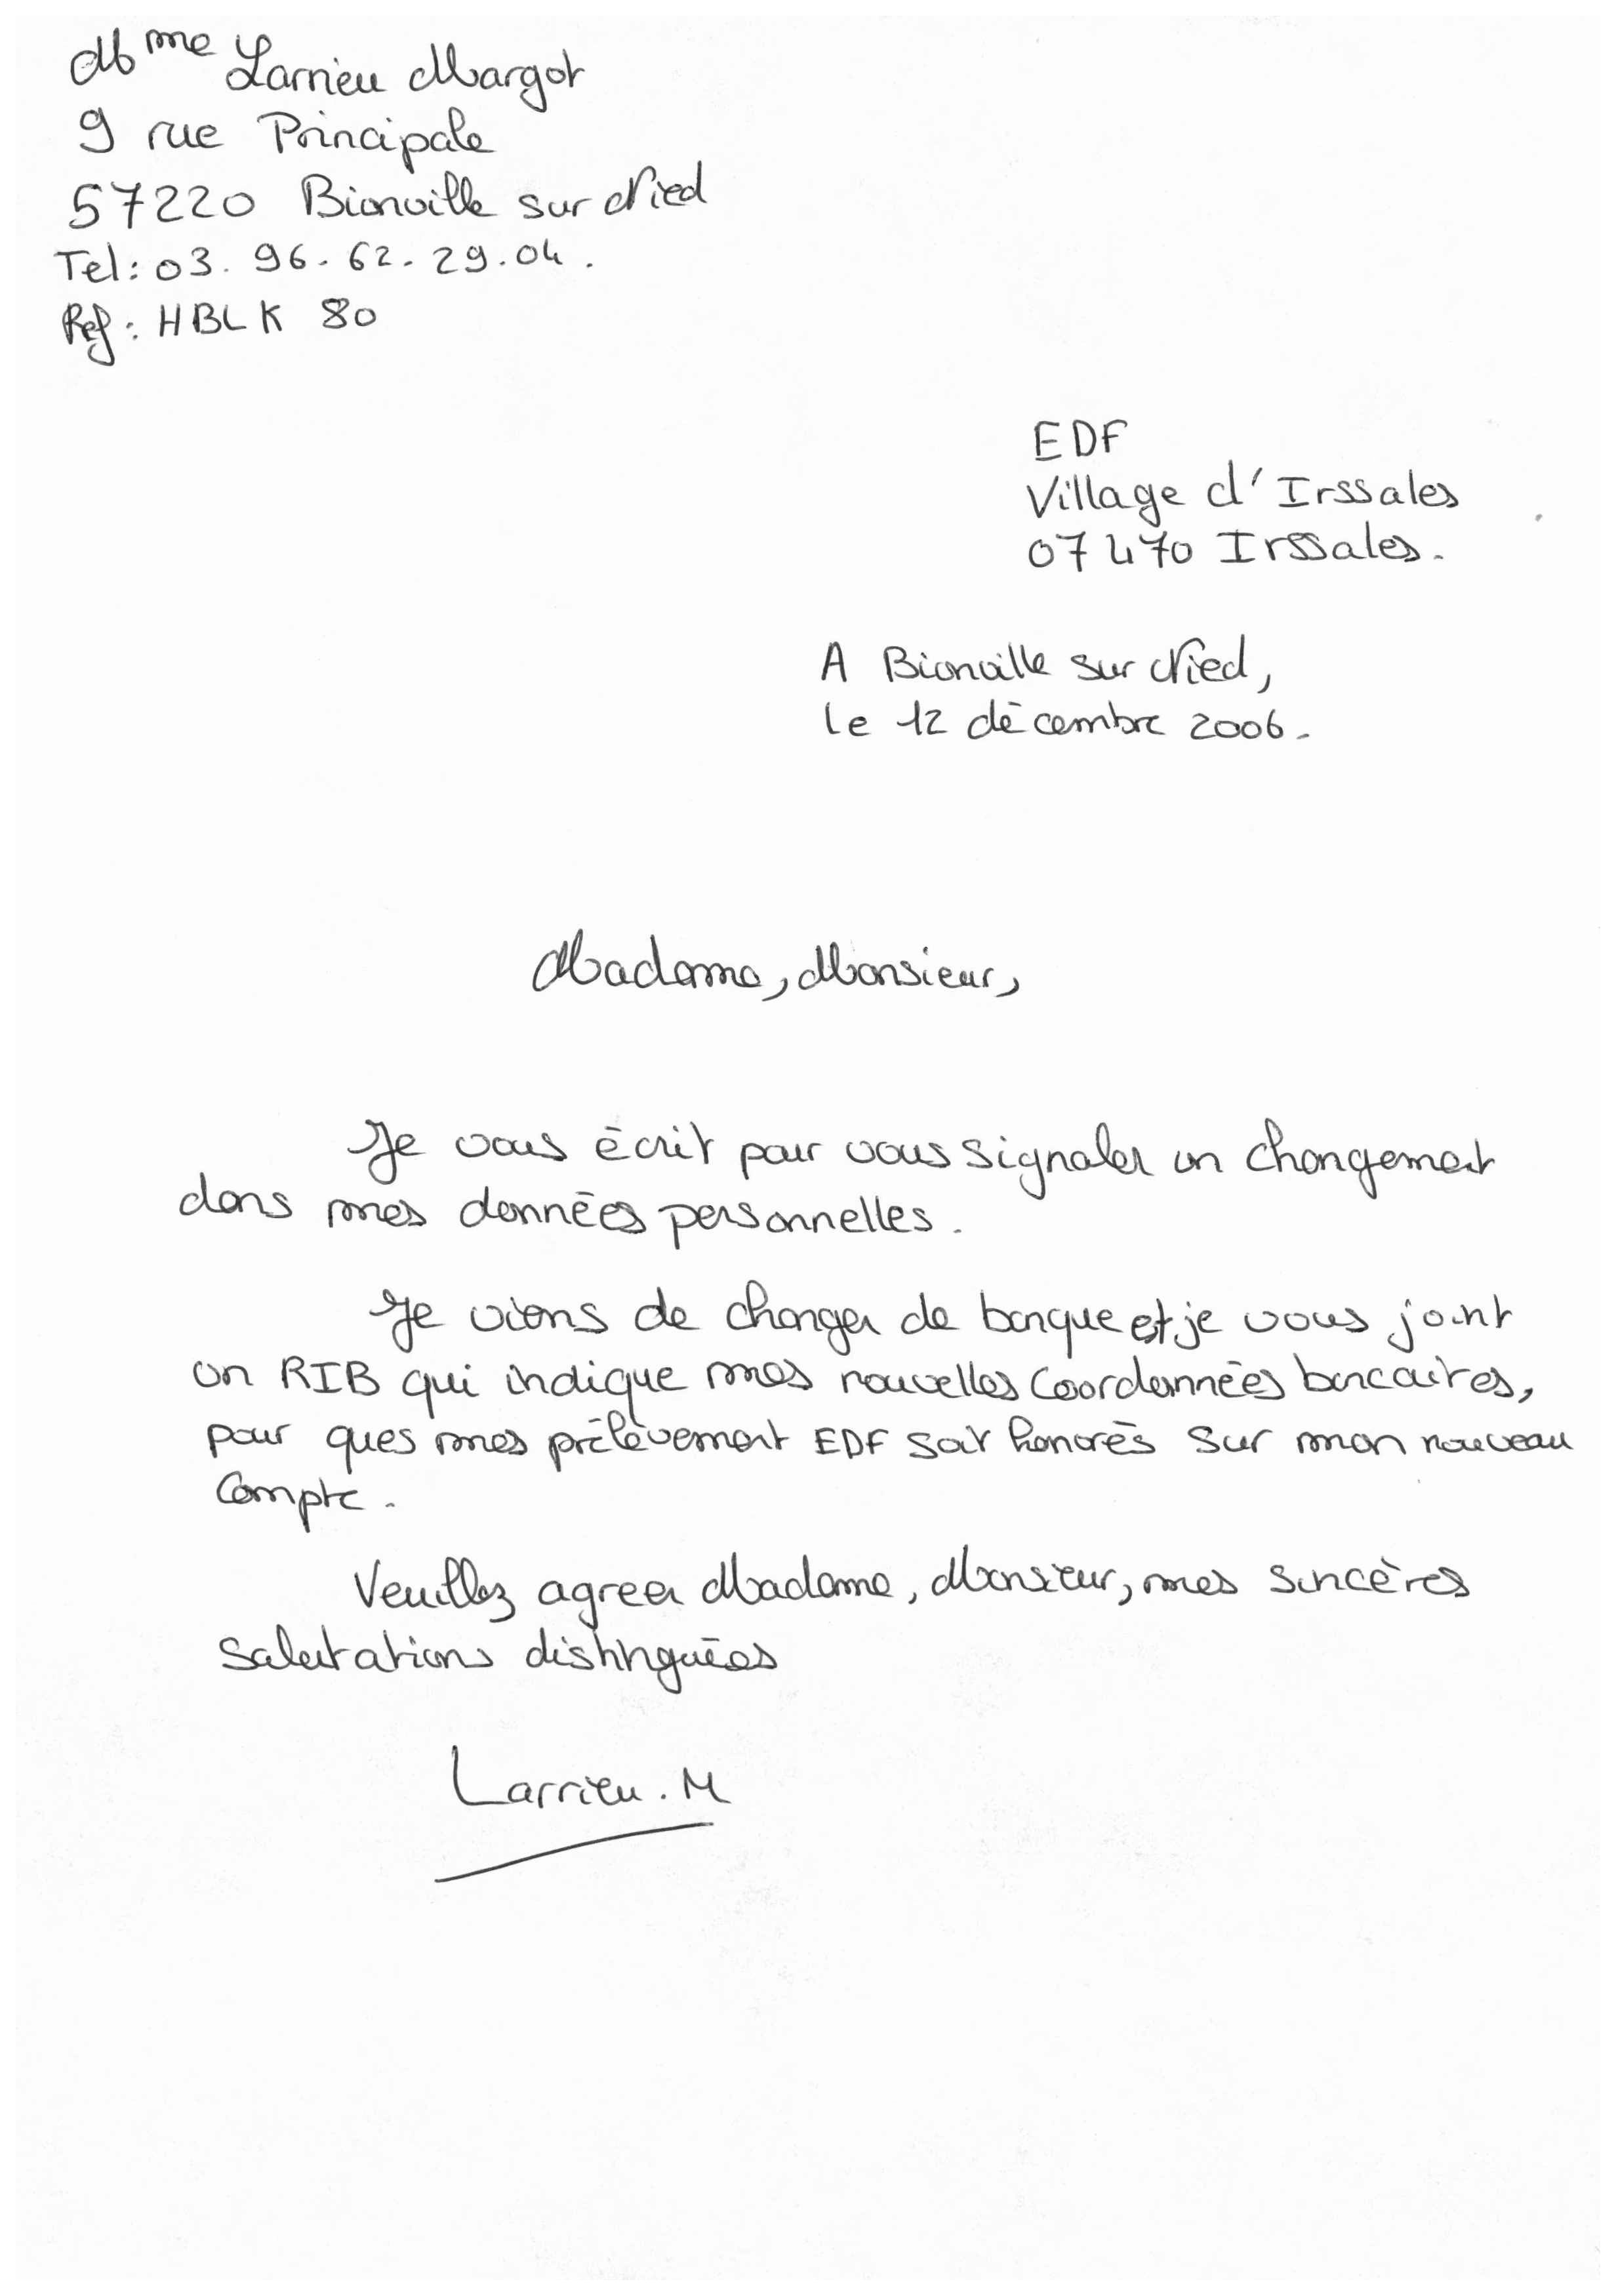 Mme Larrieu Margot
9 rue Principale
57220 Bionville sur Nied
Tel: 03. 96. 62. 29. 04.
Ref: HBLK 80
EDF
Village d'Irssales
07470 Irssales.
A Bionville sur Nied,
le 12 décembre 2006.
Madame, Monsieur,
Je vous écrit pour vous signaler un changement
dans mes données personnelles.
Je viens de changer de banque et je vous joint
un RIB qui indique mes nouvelles coordonnées bancaires,
pour ques mes prélèvement EDF soit honorés sur mon nouveau
compte.
Veuillez agreer Madame, Monsieur, mes sincères
salutations distinguées
Larrieu. M